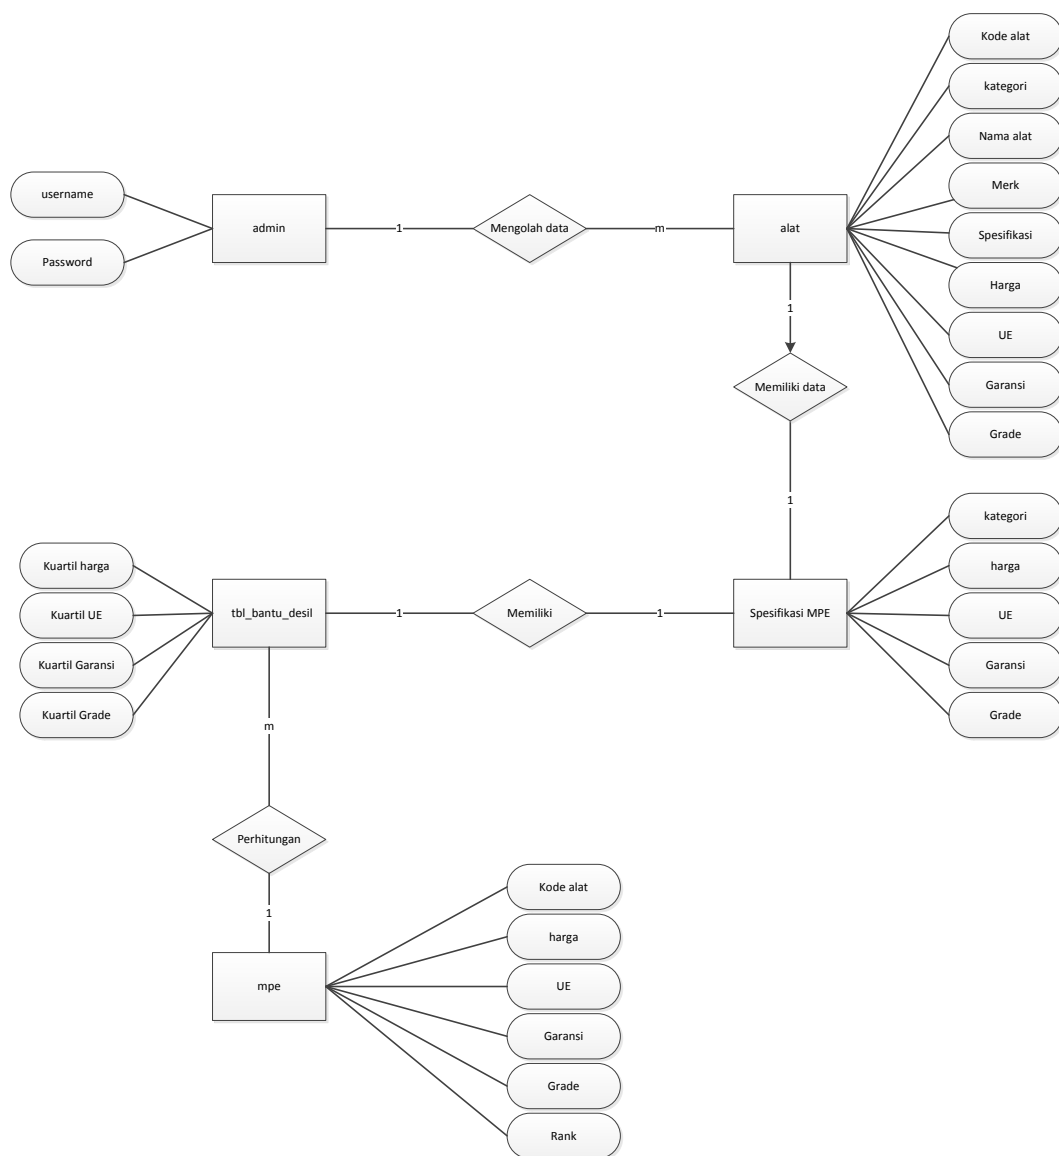 Kode alat
kategori
Nama alat
Merk
Spesifikasi
Harga
UE
Garansi
Grade
username
Password
admin
1
Mengolah data
m
alat
1
Memiliki data
1
kategori
harga
UE
Garansi
Grade
Kuartil harga
Kuartil UE
Kuartil Garansi
Kuartil Grade
tbl_bantu_desil
1
Memiliki
1
Spesifikasi MPE
m
Perhitungan
1
mpe
Kode alat
harga
UE
Garansi
Grade
Rank